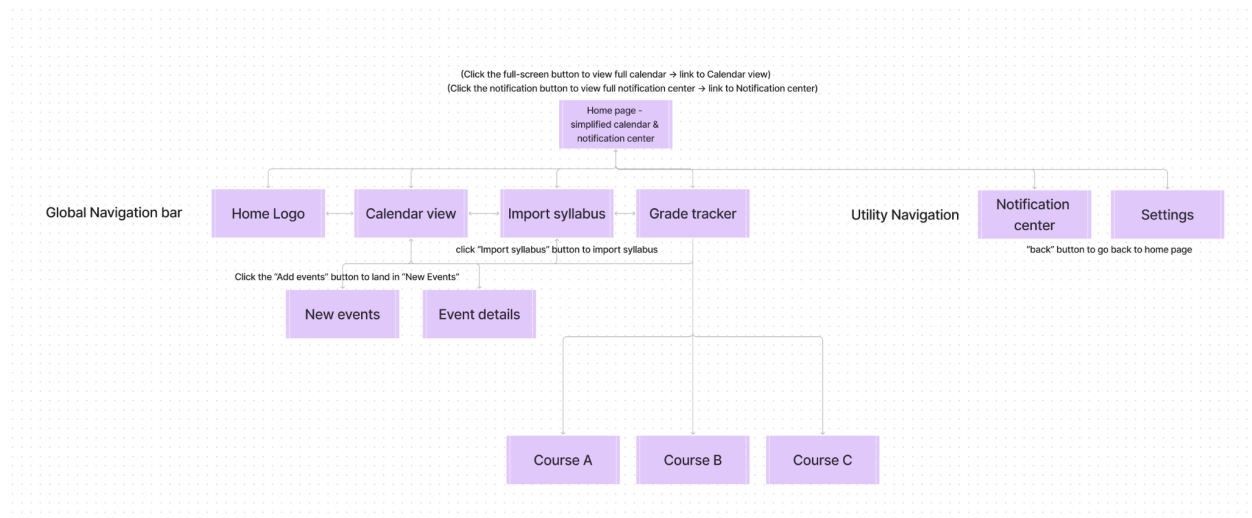 (Click the full-screen button to view full calendar → link to Calendar view)
(Click the notification button to view full notification center → link to Notification center)
Home page -
simplified calendar &
notification center
Global Navigation bar
Home Logo
Calendar view
Import syllabus
Grade tracker
Utility Navigation
Notification
center
Settings
click "Import syllabus" button to import syllabus
"back" button to go back to home page
Click the "Add events" button to land in "New Events"
New events
Event details
Course A
Course B
Course C